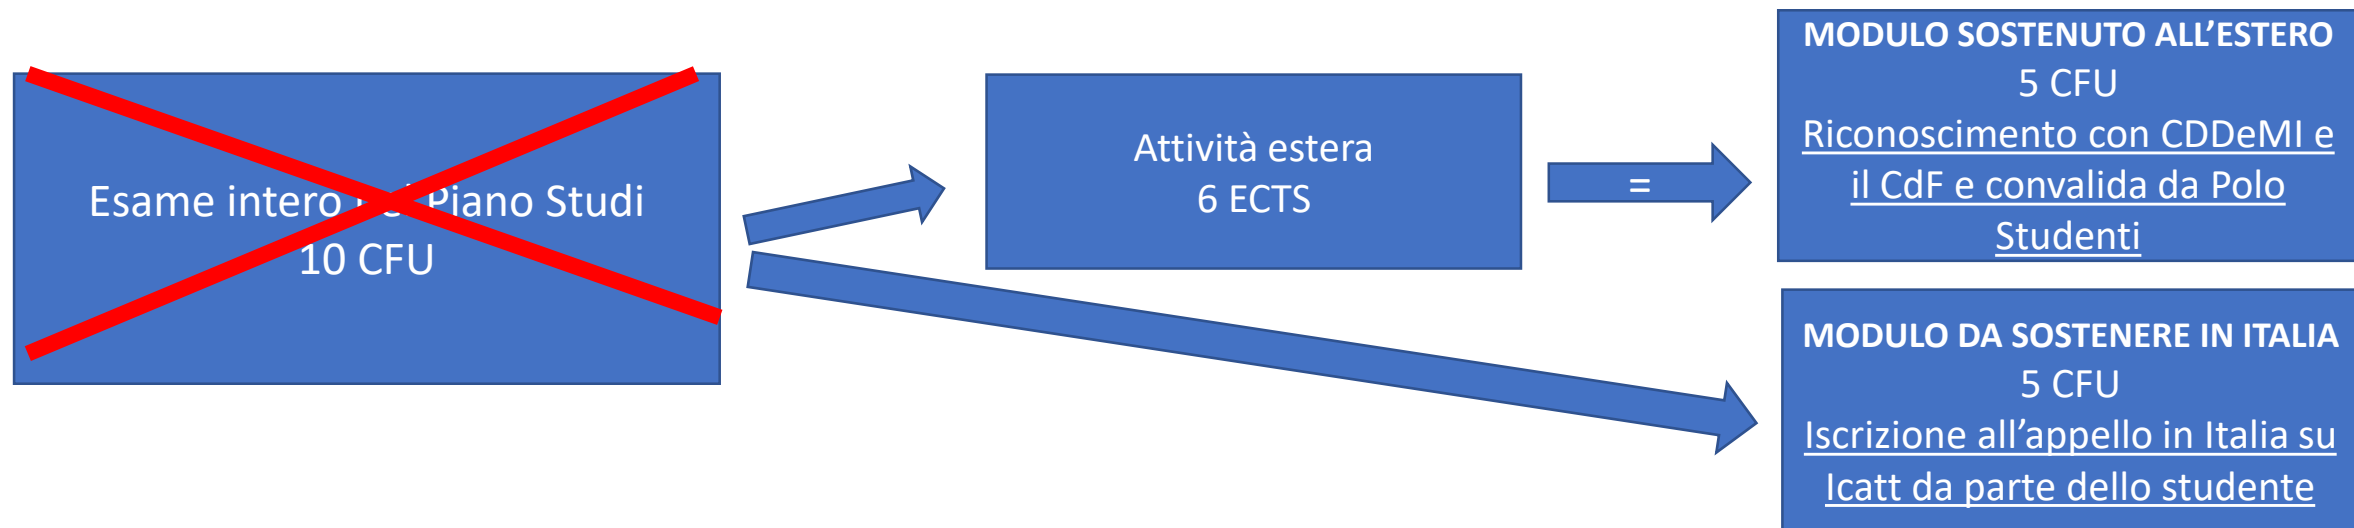 Esame intero Piano Studi
10 CFU
Attività estera
6 ECTS
=
MODULO SOSTENUTO ALL’ESTERO
5 CFU
Riconoscimento con CDDeMI e
il CdF e convalida da Polo
Studenti
MODULO DA SOSTENERE IN ITALIA
5 CFU
Iscrizione all’appello in Italia su
Icatt da parte dello studente